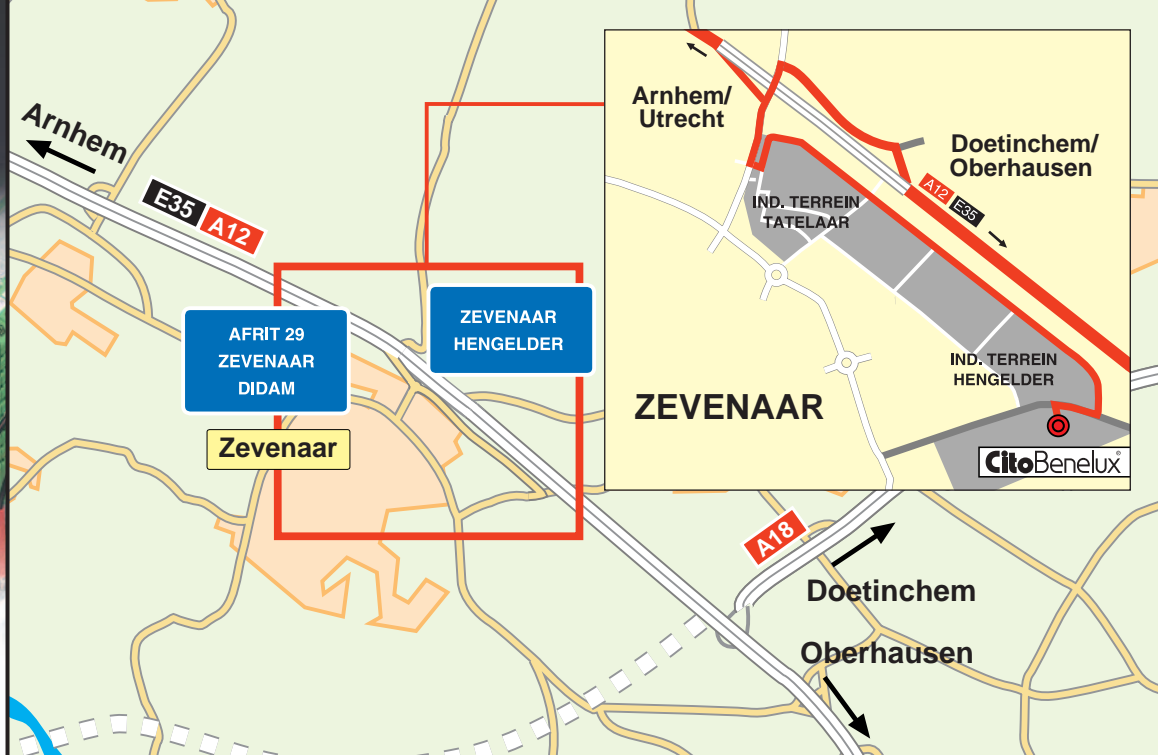 Arnhem
E35 A12
AFRIT 29
ZEVENAAR
DIDAM
ZEVENAAR
HENGELDER
Zevenaar
Arnhem/
Utrecht
Doetinchem/
Oberhausen
A12 E35
IND. TERREIN
TATELAAR
IND. TERREIN
HENGELDER
ZEVENAAR
CitoBenelux®
A18
Doetinchem
Oberhausen